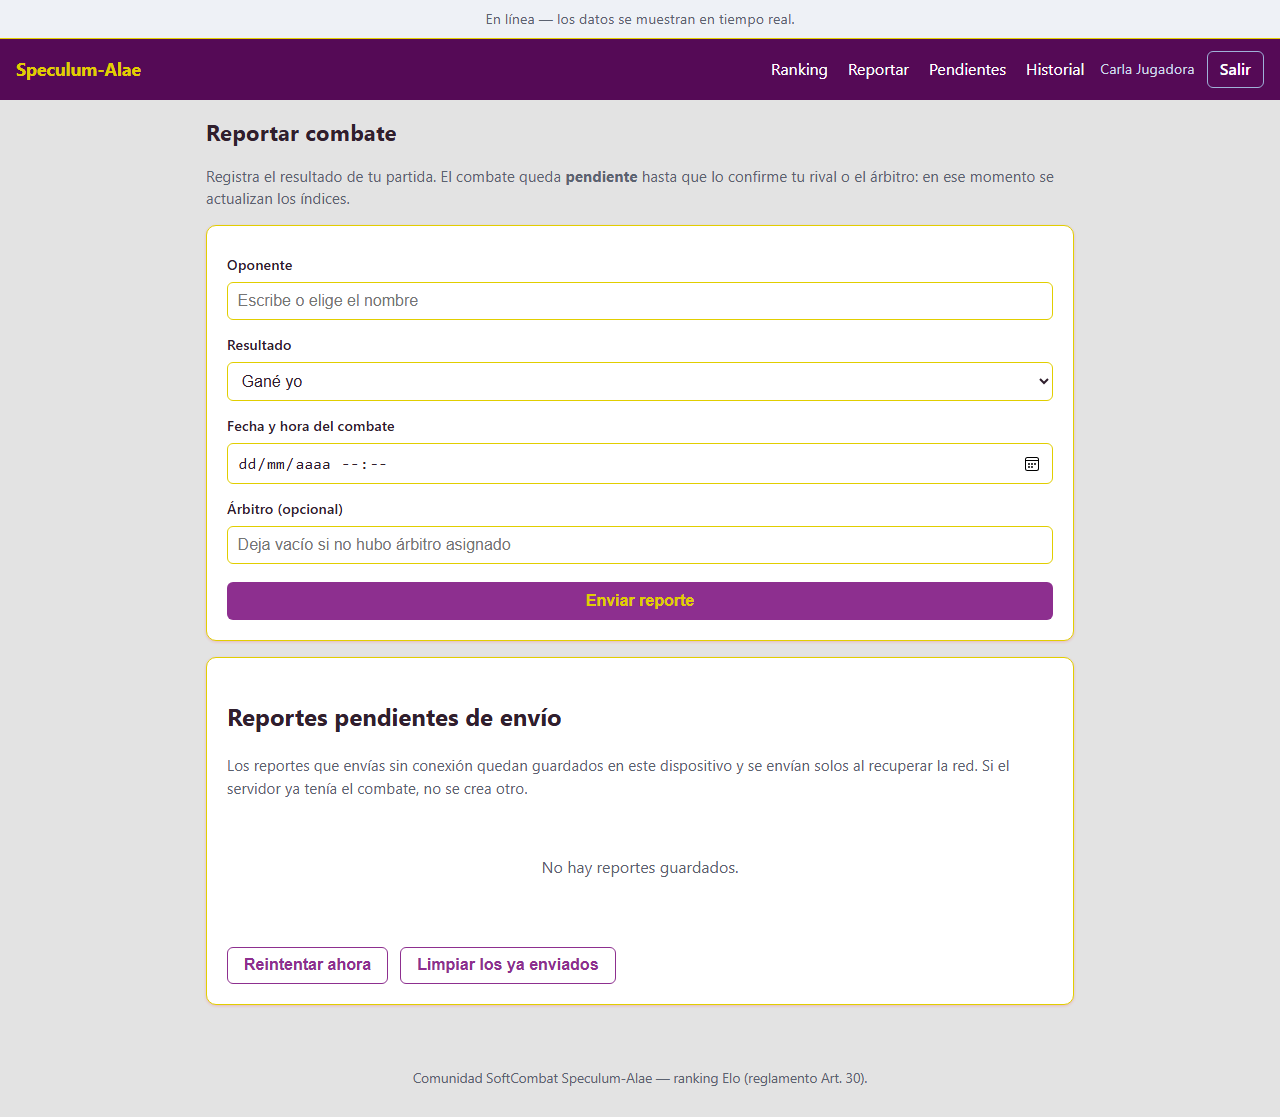 En línea — los datos se muestran en tiempo real.
Speculum-Alae
Ranking Reportar Pendientes Historial Carla Jugadora Salir
Reportar combate
Registra el resultado de tu partida. El combate queda pendiente hasta que lo confirme tu rival o el árbitro: en ese momento se
actualizan los índices.
Oponente
Escribe o elige el nombre
Resultado
Gané yo
Fecha y hora del combate
dd/mm/aaaa --:--
Árbitro (opcional)
Deja vacío si no hubo árbitro asignado
Enviar reporte
Reportes pendientes de envío
Los reportes que envías sin conexión quedan guardados en este dispositivo y se envían solos al recuperar la red. Si el
servidor ya tenía el combate, no se crea otro.
No hay reportes guardados.
Reintentar ahora Limpiar los ya enviados
Comunidad SoftCombat Speculum-Alae — ranking Elo (reglamento Art. 30).